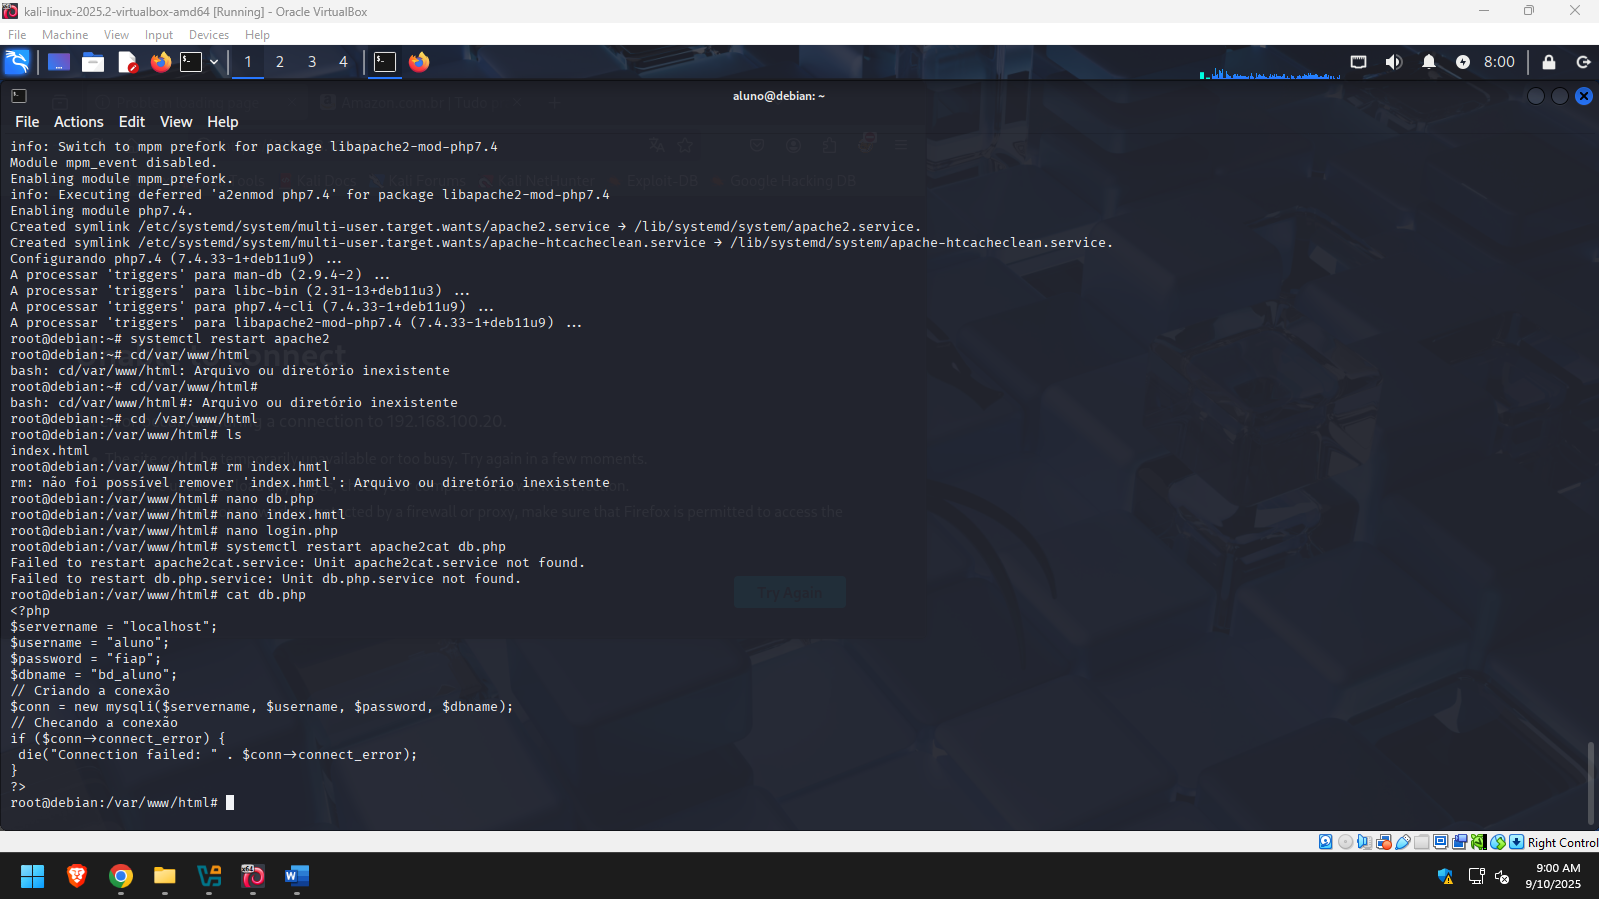 kali-linux-2025.2-virtualbox-amd64 [Running] - Oracle VirtualBox
File Machine View Input Devices Help
1 2 3 4 8:00
aluno@debian: ~
File Actions Edit View Help
info: Switch to mpm prefork for package libapache2-mod-php7.4
Module mpm_event disabled.
Enabling module mpm_prefork.
info: Executing deferred 'a2enmod php7.4' for package libapache2-mod-php7.4
Enabling module php7.4.
Created symlink /etc/systemd/system/multi-user.target.wants/apache2.service → /lib/systemd/system/apache2.service.
Created symlink /etc/systemd/system/multi-user.target.wants/apache-htcacheclean.service → /lib/systemd/system/apache-htcacheclean.service.
Configurando php7.4 (7.4.33-1+deb11u9) ...
A processar 'triggers' para man-db (2.9.4-2) ...
A processar 'triggers' para libc-bin (2.31-13+deb11u3) ...
A processar 'triggers' para php7.4-cli (7.4.33-1+deb11u9) ...
A processar 'triggers' para libapache2-mod-php7.4 (7.4.33-1+deb11u9) ...
root@debian:~# systemctl restart apache2
root@debian:~# cd/var/www/html
bash: cd/var/www/html: Arquivo ou diretório inexistente
root@debian:~# cd/var/www/html#
bash: cd/var/www/html#: Arquivo ou diretório inexistente
root@debian:~# cd /var/www/html
root@debian:/var/www/html# ls
index.html
root@debian:/var/www/html# rm index.hmtl
rm: não foi possível remover 'index.hmtl': Arquivo ou diretório inexistente
root@debian:/var/www/html# nano db.php
root@debian:/var/www/html# nano index.hmtl
root@debian:/var/www/html# nano login.php
root@debian:/var/www/html# systemctl restart apache2cat db.php
Failed to restart apache2cat.service: Unit apache2cat.service not found.
Failed to restart db.php.service: Unit db.php.service not found.
root@debian:/var/www/html# cat db.php
<?php
$servername = "localhost";
$username = "aluno";
$password = "fiap";
$dbname = "bd_aluno";
// Criando a conexão
$conn = new mysqli($servername, $username, $password, $dbname);
// Checando a conexão
if ($conn→connect_error) {
 die("Connection failed: " . $conn→connect_error);
}
?>
root@debian:/var/www/html#
Try Again
Right Control
9:00 AM
9/10/2025